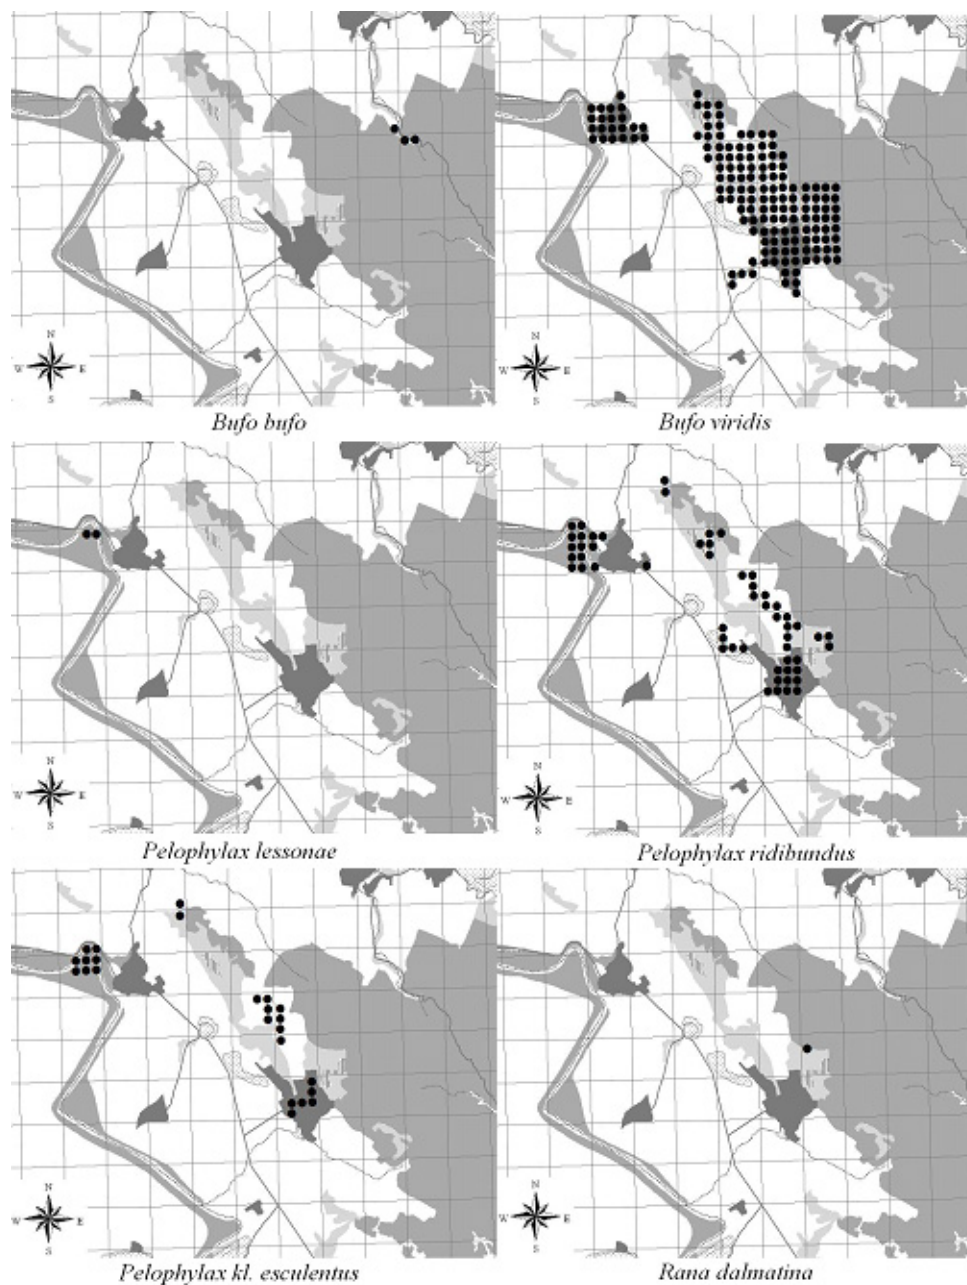 N
W E
S
Bufo bufo
N
W E
S
Bufo viridis
N
W E
S
Pelophylax lessonae
N
W E
S
Pelophylax ridibundus
N
W E
S
Pelophylax kl. esculentus
N
W E
S
Rana dalmatina